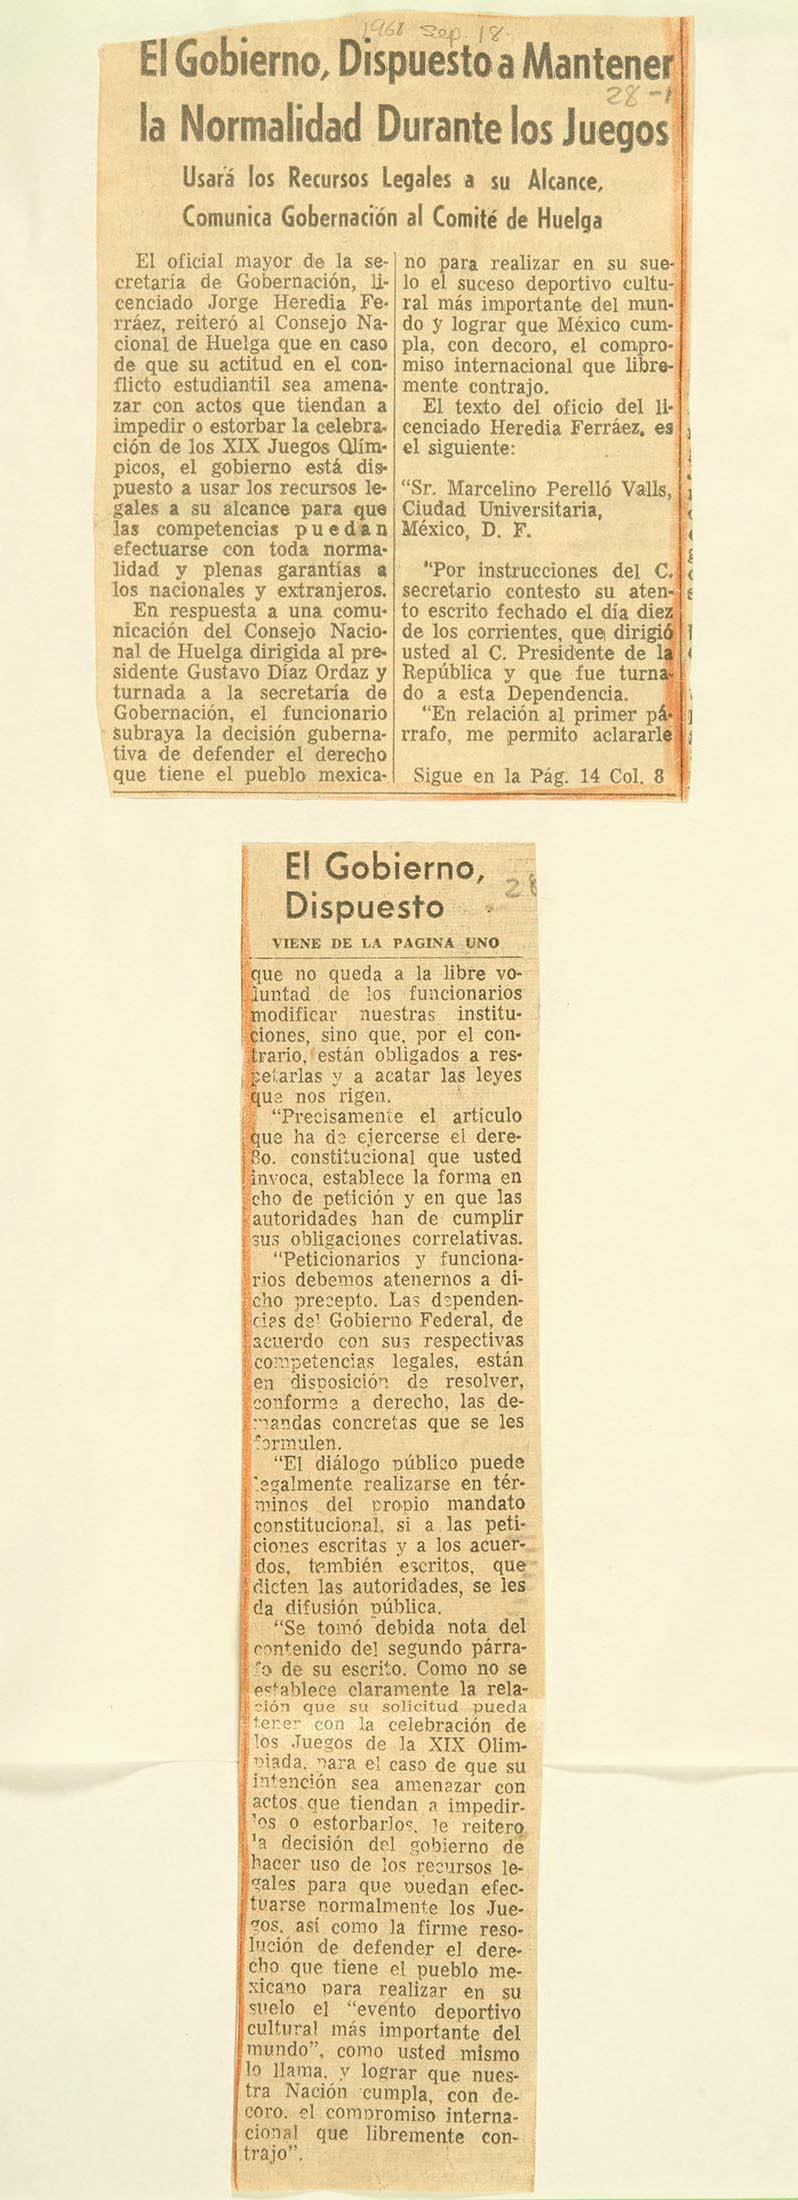 1968 Sep. 18.
El Gobierno, Dispuesto a Mantener
28-1
la Normalidad Durante los Juegos
Usará los Recursos Legales a su Alcance,
Comunica Gobernación al Comité de Huelga
El oficial mayor de la se-
cretaría de Gobernación, li-
cenciado Jorge Heredia Fe-
rráez, reiteró al Consejo Na-
cional de Huelga que en caso
de que su actitud en el con-
flicto estudiantil sea amena-
zar con actos que tiendan a
impedir o estorbar la celebra-
ción de los XIX Juegos Olím-
picos, el gobierno está dis-
puesto a usar los recursos le-
gales a su alcance para que
las competencias puedan
efectuarse con toda norma-
lidad y plenas garantías a
los nacionales y extranjeros.
En respuesta a una comu-
nicación del Consejo Nacio-
nal de Huelga dirigida al pre-
sidente Gustavo Díaz Ordaz y
turnada a la secretaría de
Gobernación, el funcionario
subraya la decisión guberna-
tiva de defender el derecho
que tiene el pueblo mexica-
no para realizar en su sue-
lo el suceso deportivo cultu-
ral más importante del mun-
do y lograr que México cum-
pla, con decoro, el compro-
miso internacional que libre-
mente contrajo.
El texto del oficio del li-
cenciado Heredia Ferráez, es
el siguiente:
"Sr. Marcelino Perelló Valls,
Ciudad Universitaria,
México, D. F.
"Por instrucciones del C.
secretario contesto su aten-
to escrito fechado el día diez
de los corrientes, que dirigió
usted al C. Presidente de la
República y que fue turna-
do a esta Dependencia.
"En relación al primer pá-
rrafo, me permito aclararle
Sigue en la Pág. 14 Col. 8
El Gobierno,
28
Dispuesto
VIENE DE LA PAGINA UNO
que no queda a la libre vo-
luntad de los funcionarios
modificar nuestras institu-
ciones, sino que, por el con-
trario, están obligados a res-
petarlas y a acatar las leyes
que nos rigen.
"Precisamente el artículo
que ha de ejercerse el dere-
8o. constitucional que usted
invoca, establece la forma en
cho de petición y en que las
autoridades han de cumplir
sus obligaciones correlativas.
"Peticionarios y funciona-
rios debemos atenernos a di-
cho precepto. Las dependen-
cias del Gobierno Federal, de
acuerdo con sus respectivas
competencias legales, están
en disposición de resolver,
conforme a derecho, las de-
mandas concretas que se les
formulen.
"El diálogo público puede
legalmente realizarse en tér-
minos del propio mandato
constitucional, si a las peti-
ciones escritas y a los acuer-
dos, también escritos, que
dicten las autoridades, se les
da difusión pública.
"Se tomó debida nota del
contenido del segundo párra-
fo de su escrito. Como no se
establece claramente la rela-
ción que su solicitud pueda
tener con la celebración de
los Juegos de la XIX Olim-
piada, para el caso de que su
intención sea amenazar con
actos que tiendan a impedir-
los o estorbarlos, le reitero
la decisión del gobierno de
hacer uso de los recursos le-
gales para que puedan efec-
tuarse normalmente los Jue-
gos, así como la firme reso-
lución de defender el dere-
cho que tiene el pueblo me-
xicano para realizar en su
suelo el "evento deportivo
cultural más importante del
mundo", como usted mismo
lo llama, y lograr que nues-
tra Nación cumpla, con de-
coro, el compromiso interna-
cional que libremente con-
trajo".